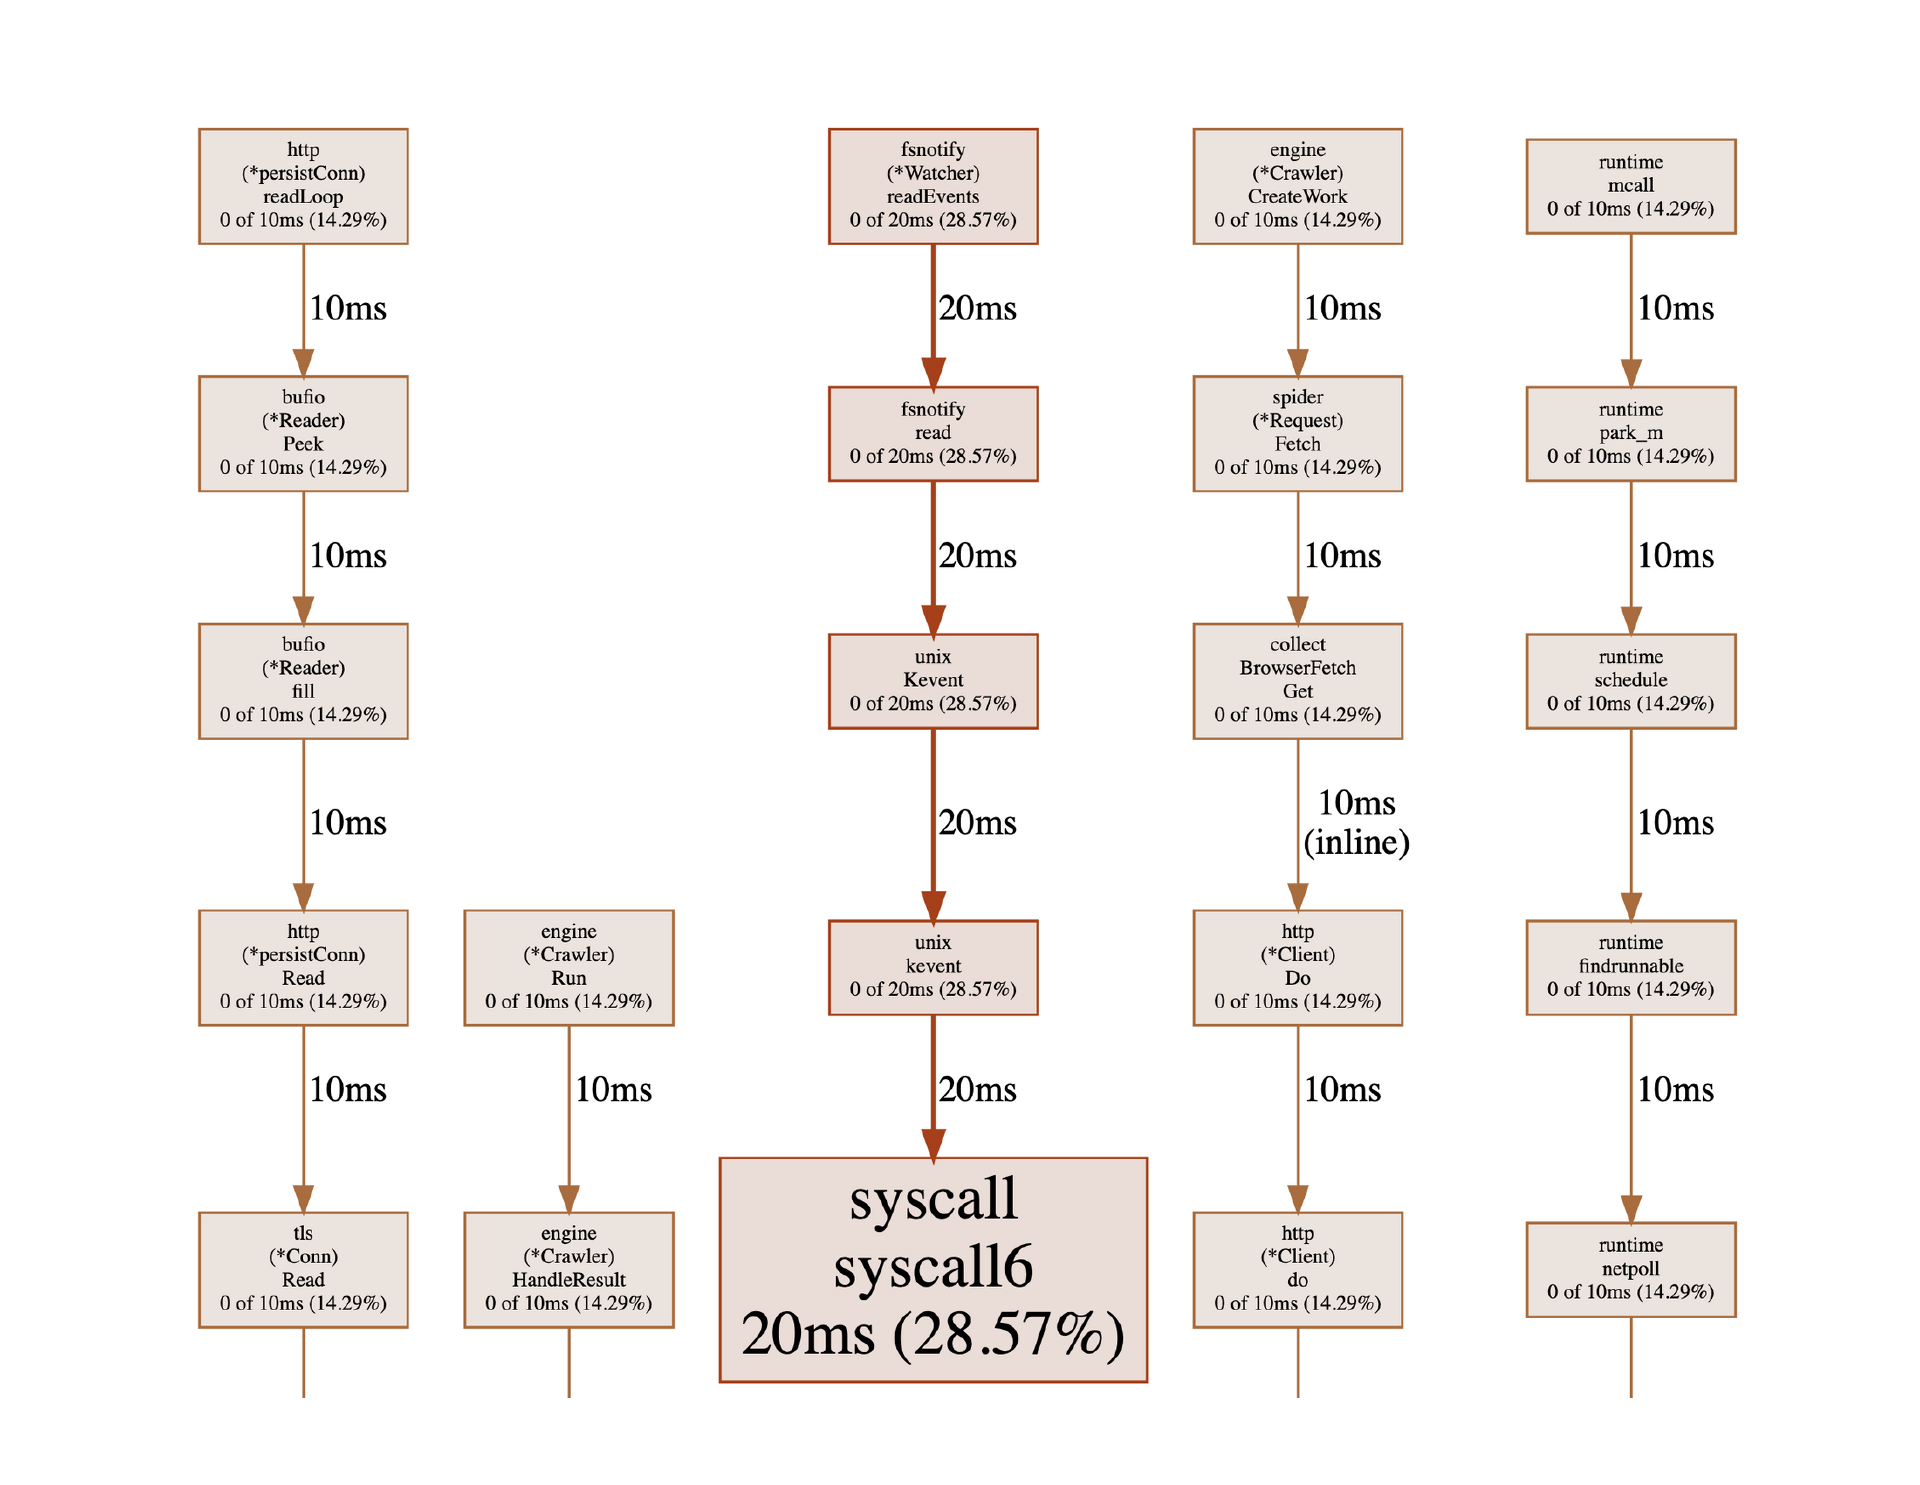 http
(*persistConn)
readLoop
0 of 10ms (14.29%)
fsnotify
(*Watcher)
readEvents
0 of 20ms (28.57%)
engine
(*Crawler)
CreateWork
0 of 10ms (14.29%)
runtime
mcall
0 of 10ms (14.29%)
10ms
20ms
10ms
10ms
bufio
(*Reader)
Peek
0 of 10ms (14.29%)
fsnotify
read
0 of 20ms (28.57%)
spider
(*Request)
Fetch
0 of 10ms (14.29%)
runtime
park_m
0 of 10ms (14.29%)
10ms
20ms
10ms
10ms
bufio
(*Reader)
fill
0 of 10ms (14.29%)
unix
Kevent
0 of 20ms (28.57%)
collect
BrowserFetch
Get
0 of 10ms (14.29%)
runtime
schedule
0 of 10ms (14.29%)
10ms
20ms
10ms
(inline)
10ms
http
(*persistConn)
Read
0 of 10ms (14.29%)
engine
(*Crawler)
Run
0 of 10ms (14.29%)
unix
kevent
0 of 20ms (28.57%)
http
(*Client)
Do
0 of 10ms (14.29%)
runtime
findrunnable
0 of 10ms (14.29%)
10ms
10ms
20ms
10ms
10ms
tls
(*Conn)
Read
0 of 10ms (14.29%)
engine
(*Crawler)
HandleResult
0 of 10ms (14.29%)
syscall
syscall6
20ms (28.57%)
http
(*Client)
do
0 of 10ms (14.29%)
runtime
netpoll
0 of 10ms (14.29%)